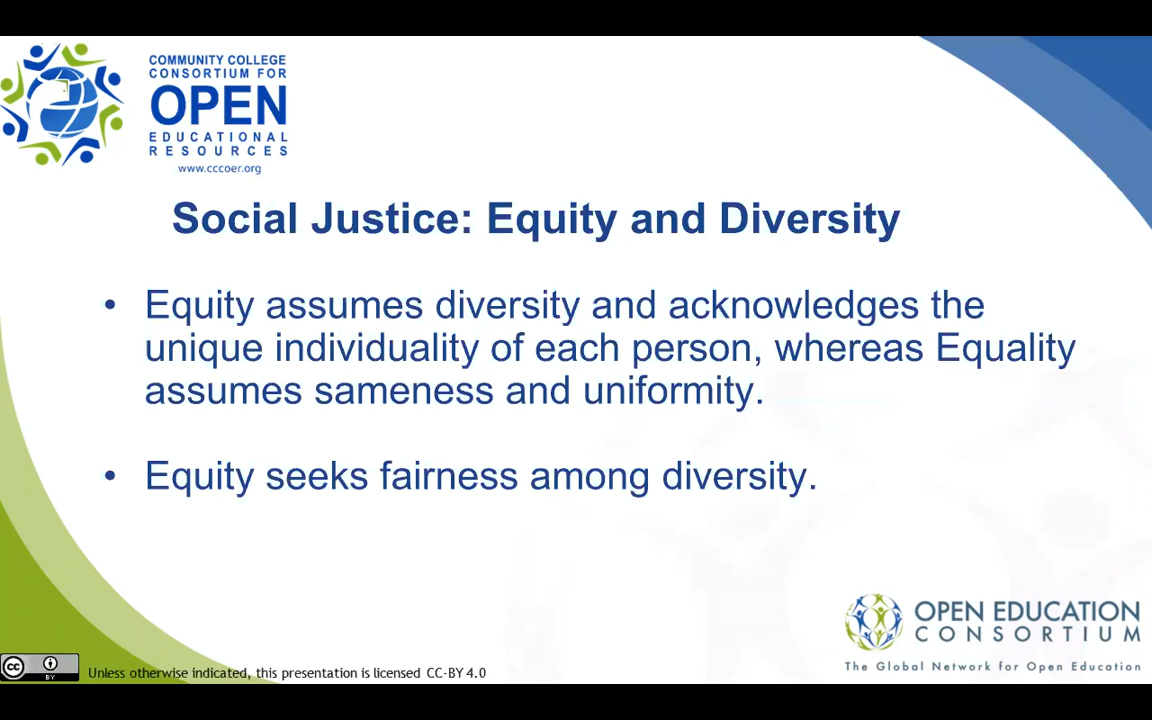 COMMUNITY COLLEGE
CONSORTIUM FOR
OPEN
EDUCATIONAL
RESOURCES
www.cccoer.org
Social Justice: Equity and Diversity
• Equity assumes diversity and acknowledges the
unique individuality of each person, whereas Equality
assumes sameness and uniformity.
• Equity seeks fairness among diversity.
OPEN EDUCATION
CONSORTIUM
The Global Network for Open Education
cc
BY
Unless otherwise indicated, this presentation is licensed CC-BY 4.0